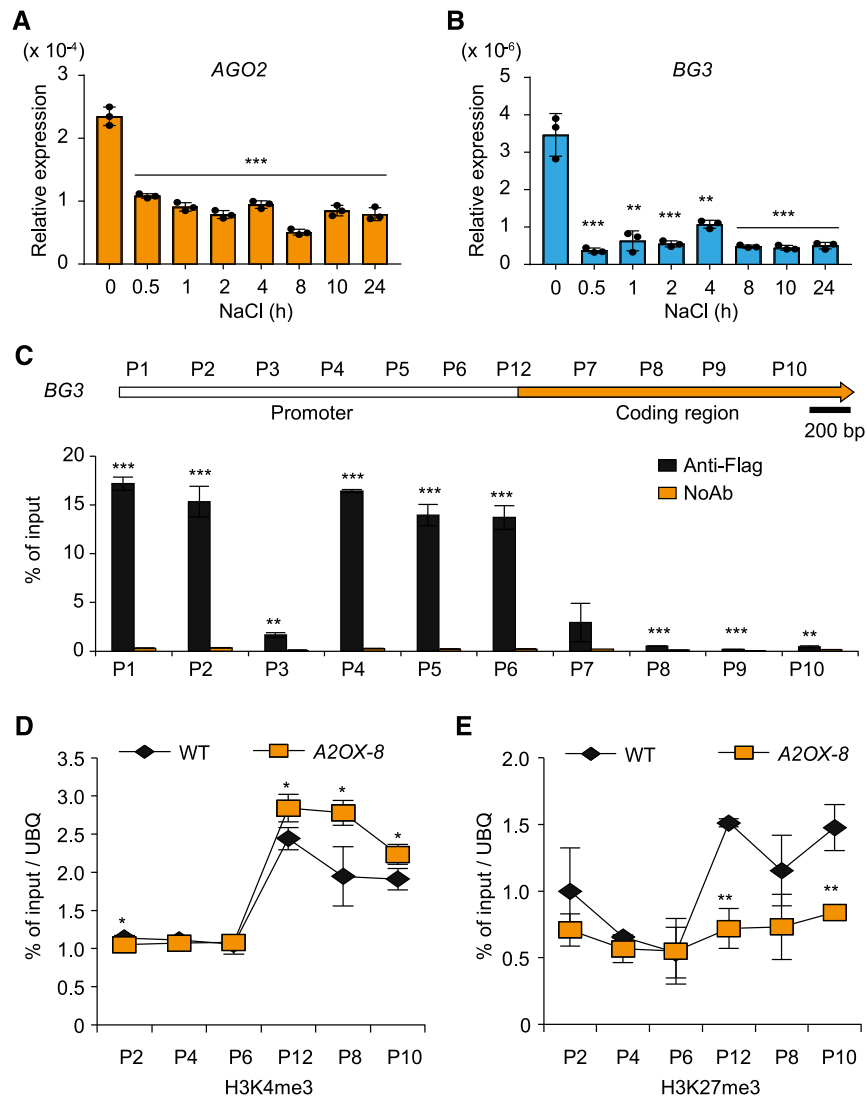 A
(x 10⁻⁴)
AGO2
Relative expression
3
2
1
0
***
0 0.5 1 2 4 8 10 24
NaCl (h)
B
(x 10⁻⁶)
BG3
Relative expression
5
4
3
2
1
0
*** ** *** ** ***
0 0.5 1 2 4 8 10 24
NaCl (h)
C
P1 P2 P3 P4 P5 P6 P12 P7 P8 P9 P10
BG3
Promoter Coding region
200 bp
% of input
20
15
10
5
0
Anti-Flag
NoAb
*** *** ** *** *** *** *** *** **
P1 P2 P3 P4 P5 P6 P7 P8 P9 P10
D
WT A2OX-8
% of input / UBQ
3.5
3.0
2.5
2.0
1.5
1.0
0.5
0
* * * *
P2 P4 P6 P12 P8 P10
H3K4me3
E
WT A2OX-8
% of input / UBQ
2.0
1.5
1.0
0.5
0
** **
P2 P4 P6 P12 P8 P10
H3K27me3